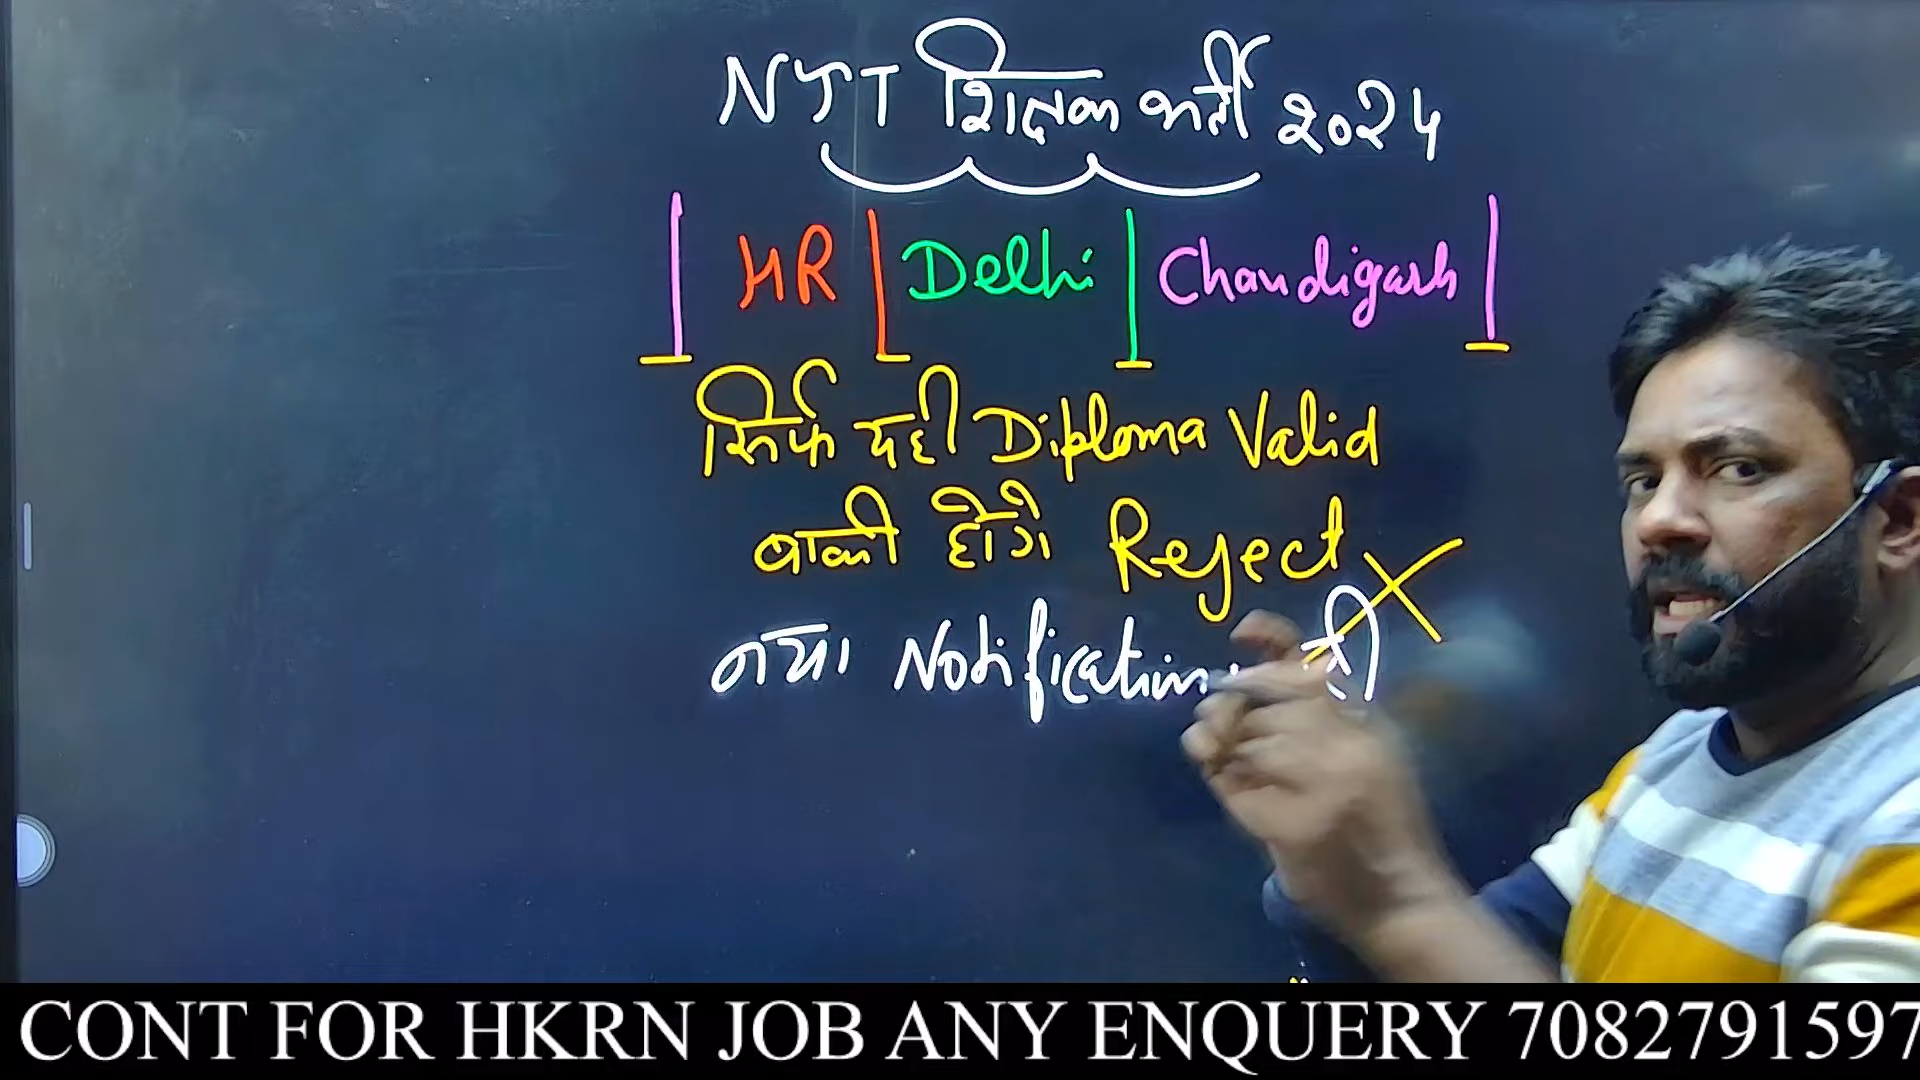 NTT शिक्षक भर्ती २०२५
HR Delhi Chandigarh
सिर्फ यही Diploma Valid
बाकी होंगे Reject
नया Notification
CONT FOR HKRN JOB ANY ENQUERY 7082791597